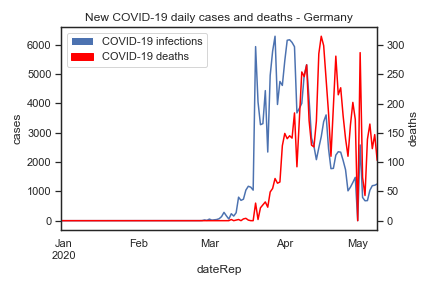 New COVID-19 daily cases and deaths - Germany
COVID-19 infections
COVID-19 deaths
cases
6000
5000
4000
3000
2000
1000
0
deaths
300
250
200
150
100
50
0
Jan Feb Mar Apr May
2020
dateRep